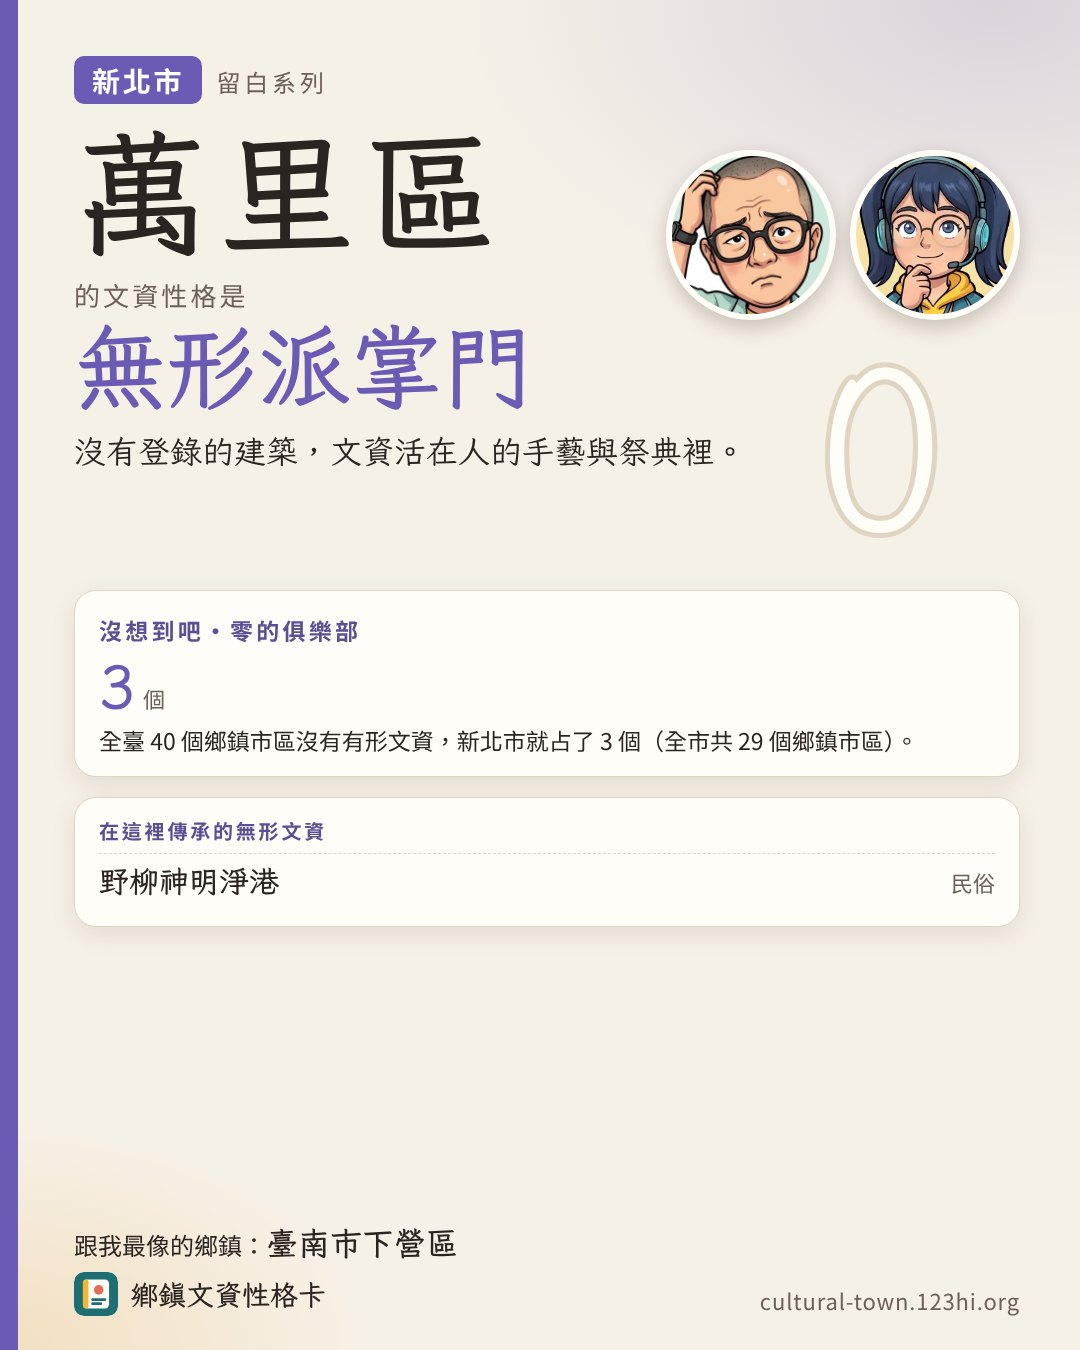 新北市 留白系列
萬里區
的文資性格是
無形派掌門
沒有登錄的建築，文資活在人的手藝與祭典裡。
0
沒想到吧・零的俱樂部
3 個
全臺 40 個鄉鎮市區沒有有形文資，新北市就占了 3 個（全市共 29 個鄉鎮市區）。
在這裡傳承的無形文資
野柳神明淨港 民俗
跟我最像的鄉鎮：臺南市下營區
鄉鎮文資性格卡
cultural-town.123hi.org